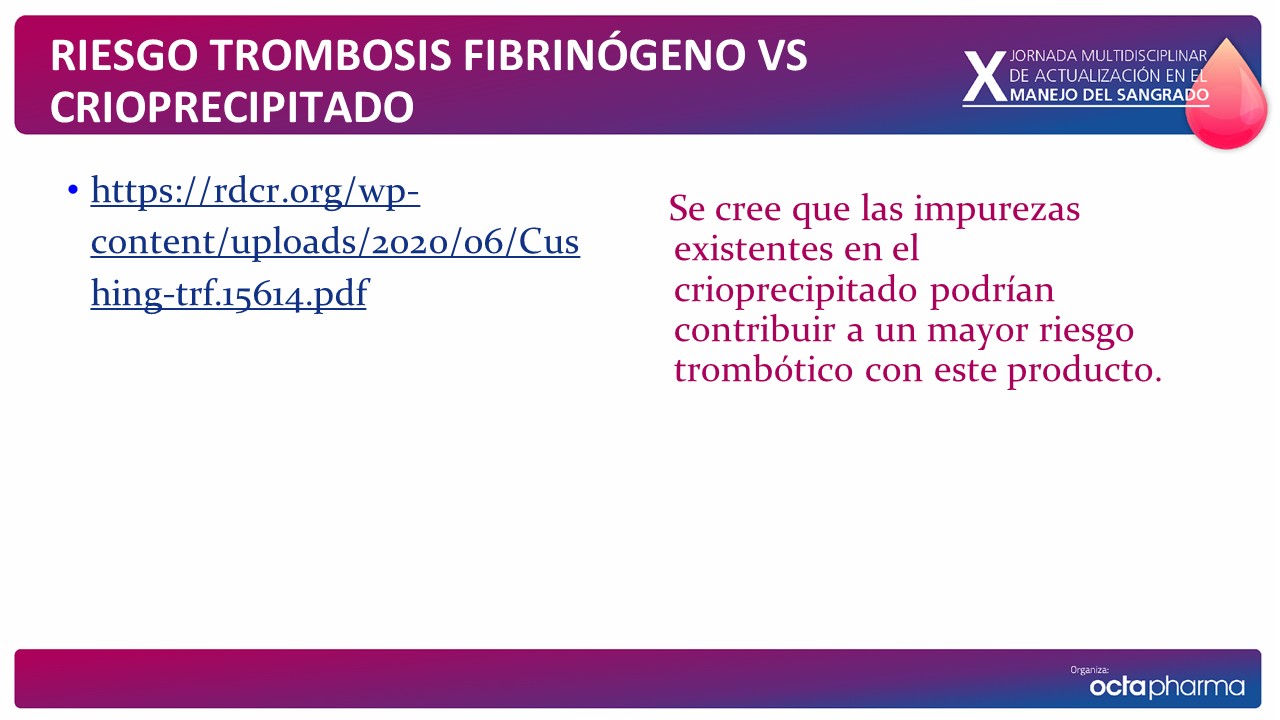 RIESGO TROMBOSIS FIBRINÓGENO VS
CRIOPRECIPITADO
X
JORNADA MULTIDISCIPLINAR
DE ACTUALIZACIÓN EN EL
MANEJO DEL SANGRADO
• https://rdcr.org/wp-
content/uploads/2020/06/Cus
hing-trf.15614.pdf
Se cree que las impurezas
existentes en el
crioprecipitado podrían
contribuir a un mayor riesgo
trombótico con este producto.
Organiza:
octapharma